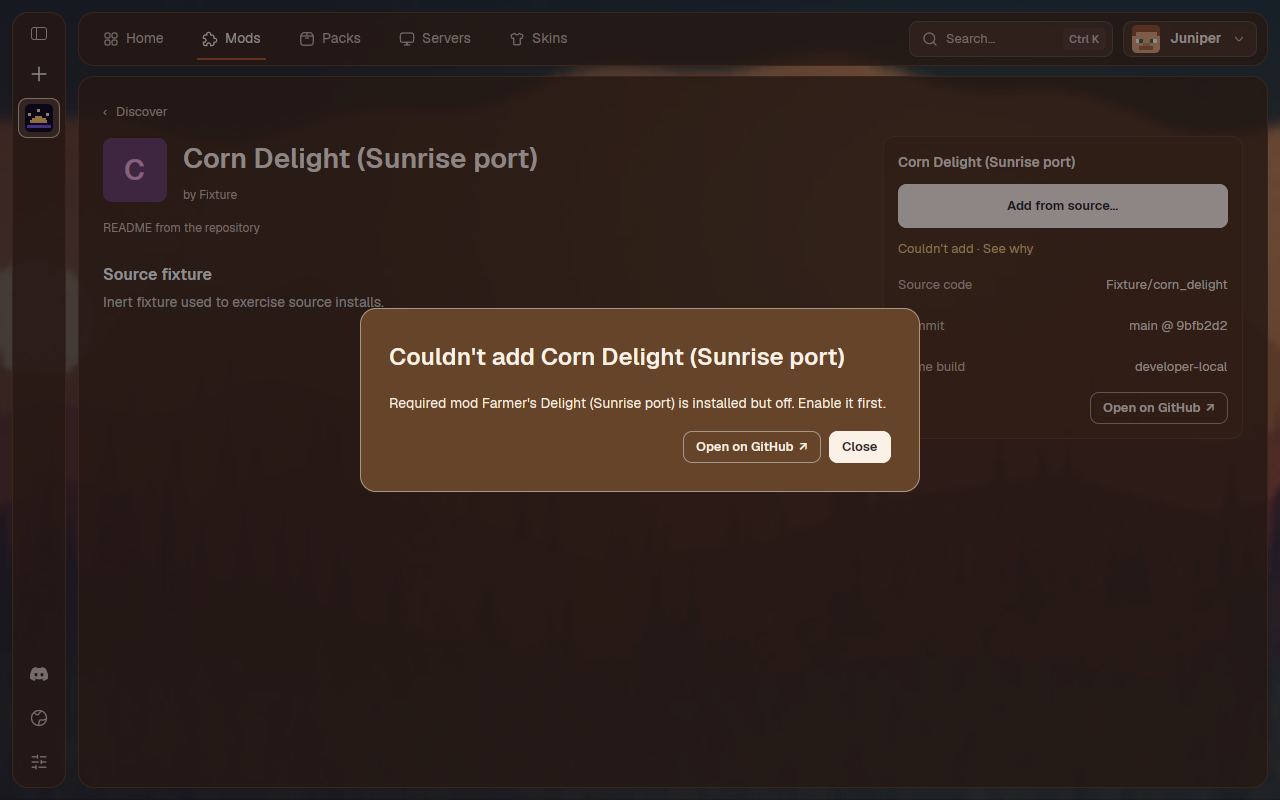 Home
Mods
Packs
Servers
Skins
Search...
Ctrl K
Juniper
‹ Discover
C
Corn Delight (Sunrise port)
by Fixture
README from the repository
Source fixture
Inert fixture used to exercise source installs.
Corn Delight (Sunrise port)
Add from source...
Couldn't add · See why
Source code
Fixture/corn_delight
main @ 9bfb2d2
build
developer-local
Open on GitHub ↗
Couldn't add Corn Delight (Sunrise port)
Required mod Farmer's Delight (Sunrise port) is installed but off. Enable it first.
Open on GitHub ↗
Close